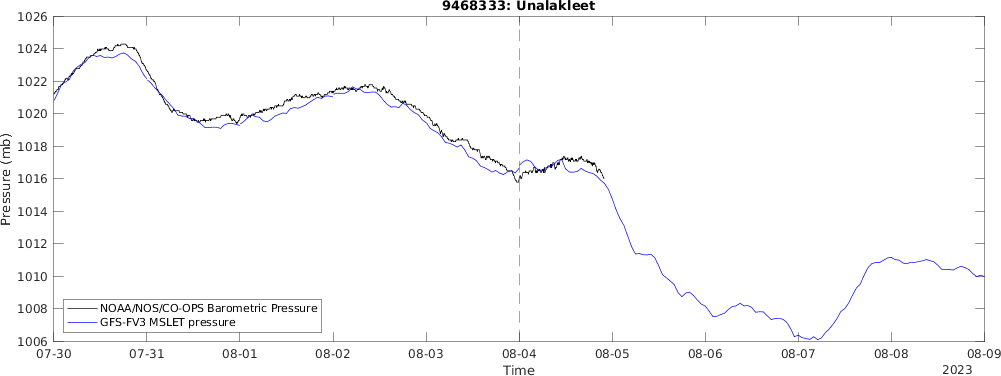 9468333: Unalakleet
1026
1024
1022
1020
1018
1016
1014
1012
1010
1008
1006
Pressure (mb)
NOAA/NOS/CO-OPS Barometric Pressure
GFS-FV3 MSLET pressure
07-30 07-31 08-01 08-02 08-03 08-04 08-05 08-06 08-07 08-08 08-09
Time
2023